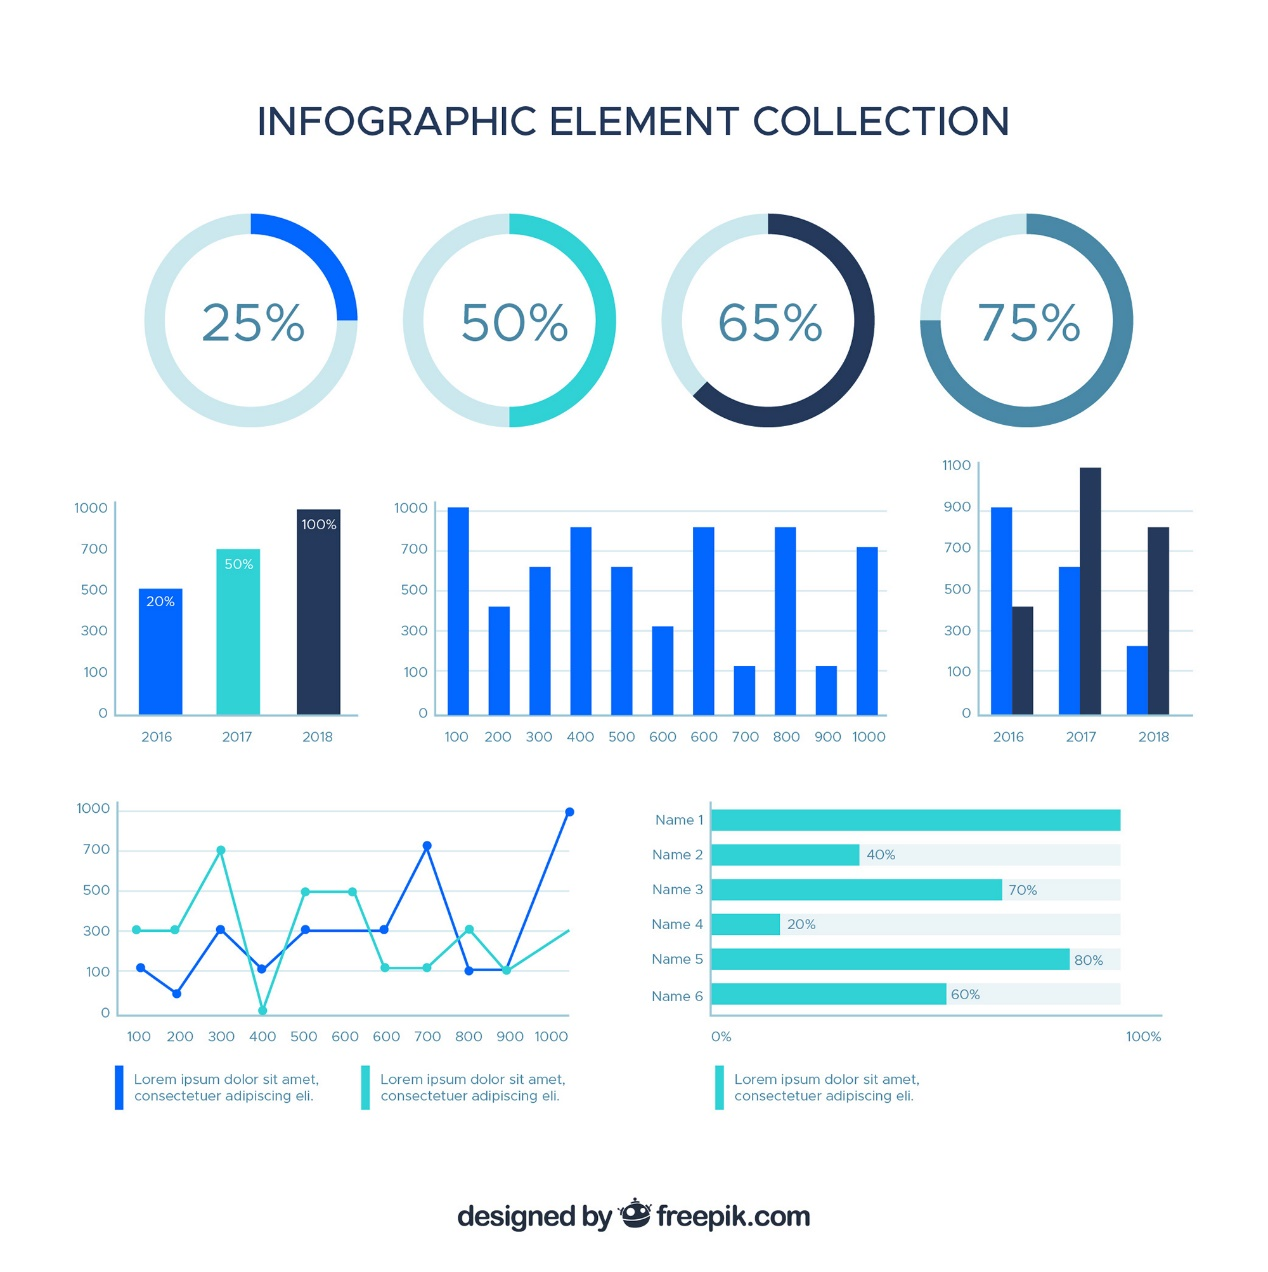 INFOGRAPHIC ELEMENT COLLECTION
25% 50% 65% 75%
1000
700
500
300
100
0
20% 50% 100%
2016 2017 2018
1000
700
500
300
100
0
100 200 300 400 500 600 600 700 800 900 1000
1100
900
700
500
300
100
0
2016 2017 2018
1000
700
500
300
100
0
100 200 300 400 500 600 600 700 800 900 1000
Lorem ipsum dolor sit amet,
consectetuer adipiscing eli.
Lorem ipsum dolor sit amet,
consectetuer adipiscing eli.
Name 1
Name 2 40%
Name 3 70%
Name 4 20%
Name 5 80%
Name 6 60%
0% 100%
Lorem ipsum dolor sit amet,
consectetuer adipiscing eli.
designed by freepik.com